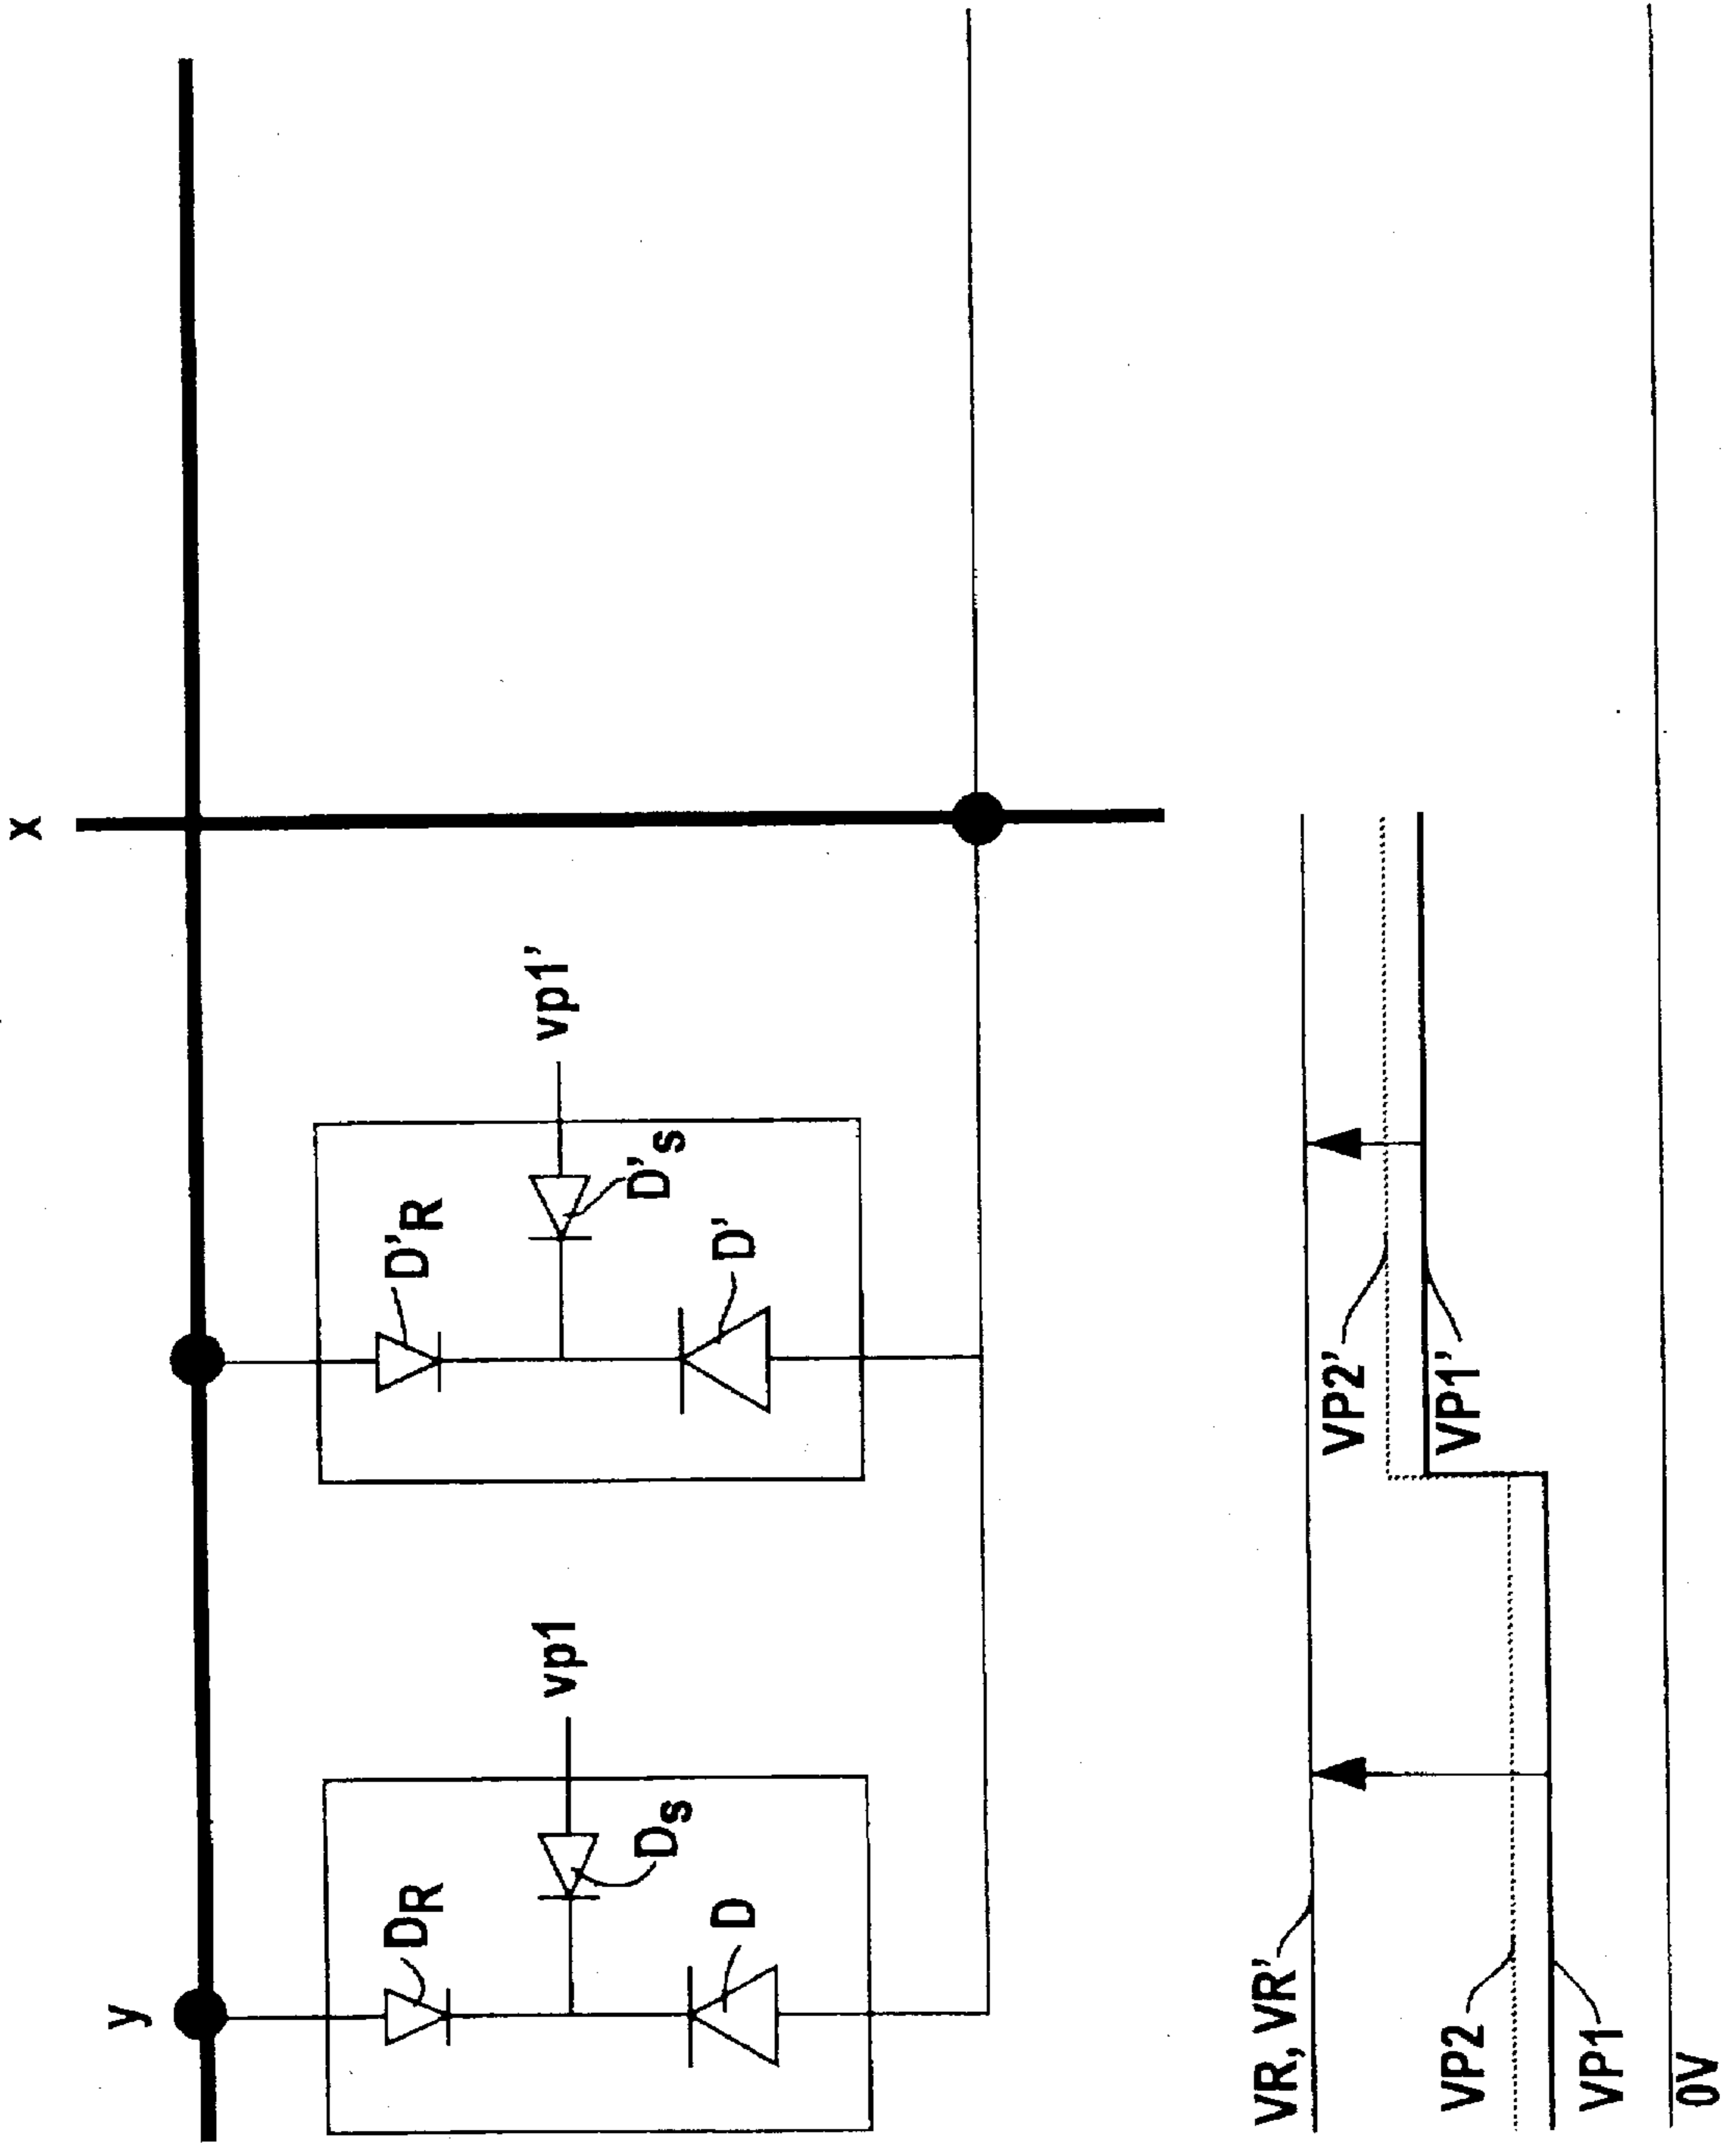 x
y
DR
D'R
vp1
vp1'
Ds
D's
D
D'
VR, VR'
VP2
VP2'
VP1
VP1'
0V